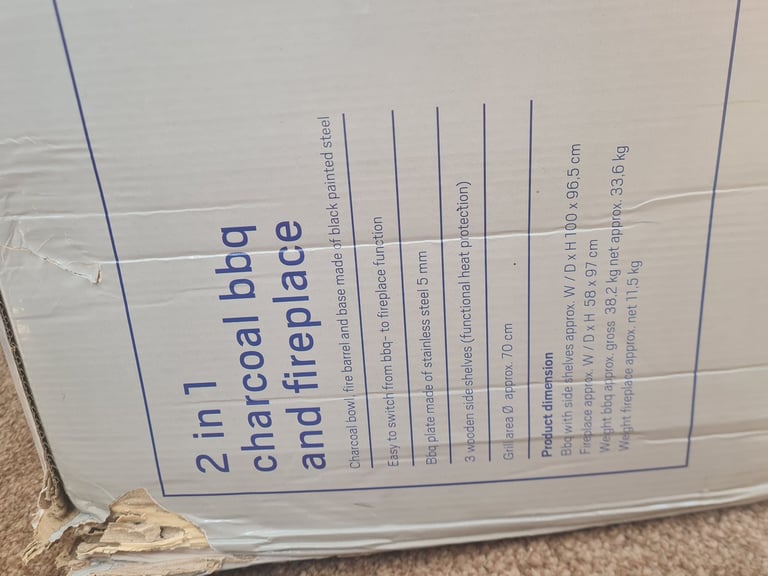 2 in 1
charcoal bbq
and fireplace
Charcoal bowl, fire barrel and base made of black painted steel
Easy to switch from bbq- to fireplace function
Bbq plate made of stainless steel 5 mm
3 wooden side shelves (functional heat protection)
Grillarea Ø approx. 70 cm
Product dimension
Bbq with side shelves approx. W / D x H 100 x 96,5 cm
Fireplace approx. W / D x H 58 x 97 cm
Weght bbq approx. gross 38,2 kg net approx. 33,6 kg
Weight fireplace approx. net 11,5 kg